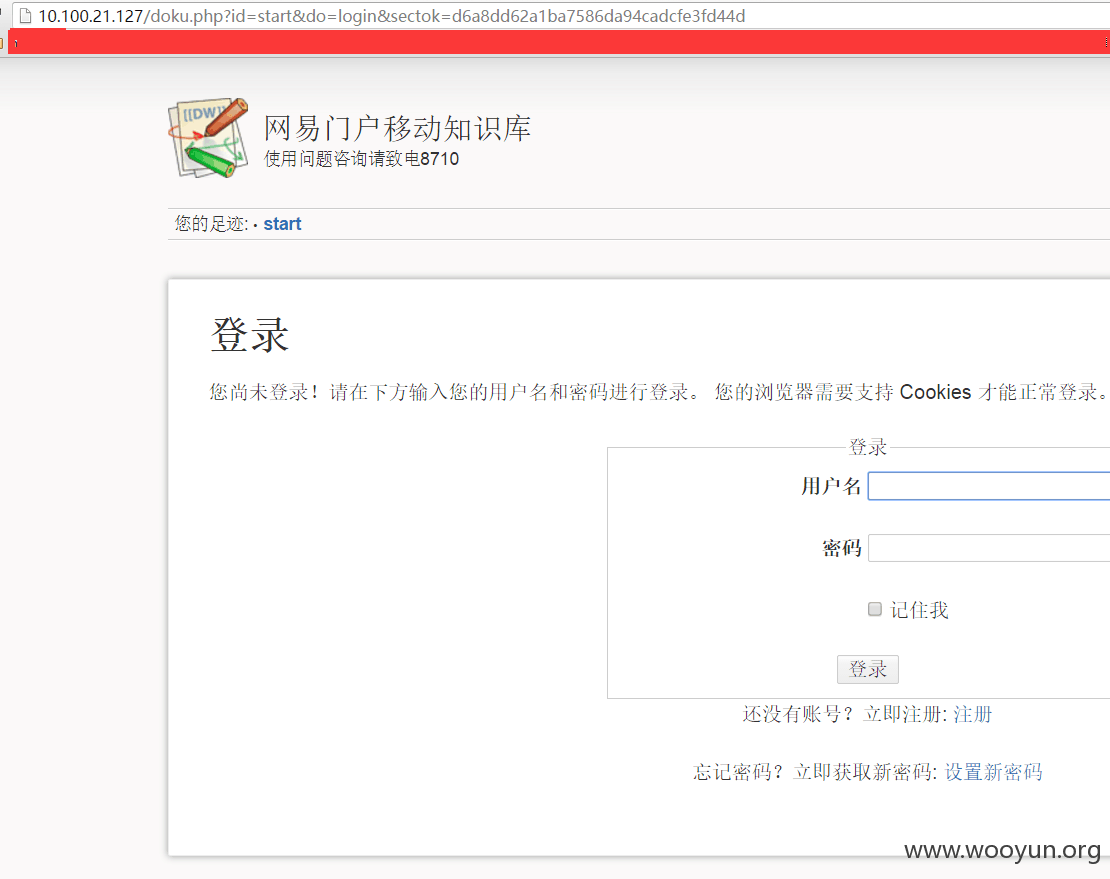 10.100.21.127/doku.php?id=start&do=login&sectok=d6a8dd62a1ba7586da94cadcfe3fd44d
[[DW]]
网易门户移动知识库
使用问题咨询请致电8710
您的足迹: • start
登录
您尚未登录！请在下方输入您的用户名和密码进行登录。 您的浏览器需要支持 Cookies 才能正常登录。
登录
用户名
密码
记住我
登录
还没有账号？立即注册: 注册
忘记密码？立即获取新密码: 设置新密码
www.wooyun.org